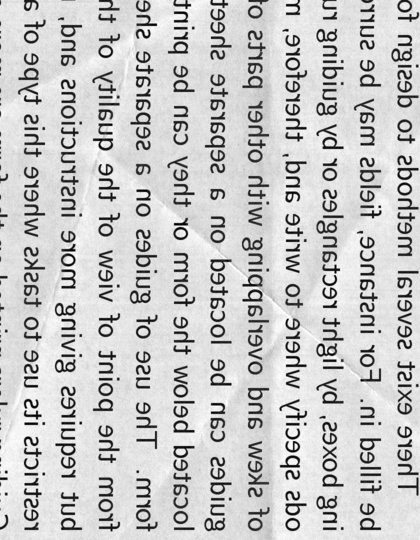 There exist several methods to design fo
be filled in. For instance, fields may be surro
ing boxes, by light rectangles or by guiding ru
ods specify where to write and, therefore, m
of skew and overlapping with other parts of
guides can be located on a separate sheet
located below the form or they can be print
form. The use of guides on a separate she
from the point of view of the quality of th
but requires giving more instructions and,
restricts its use to tasks where this type of a